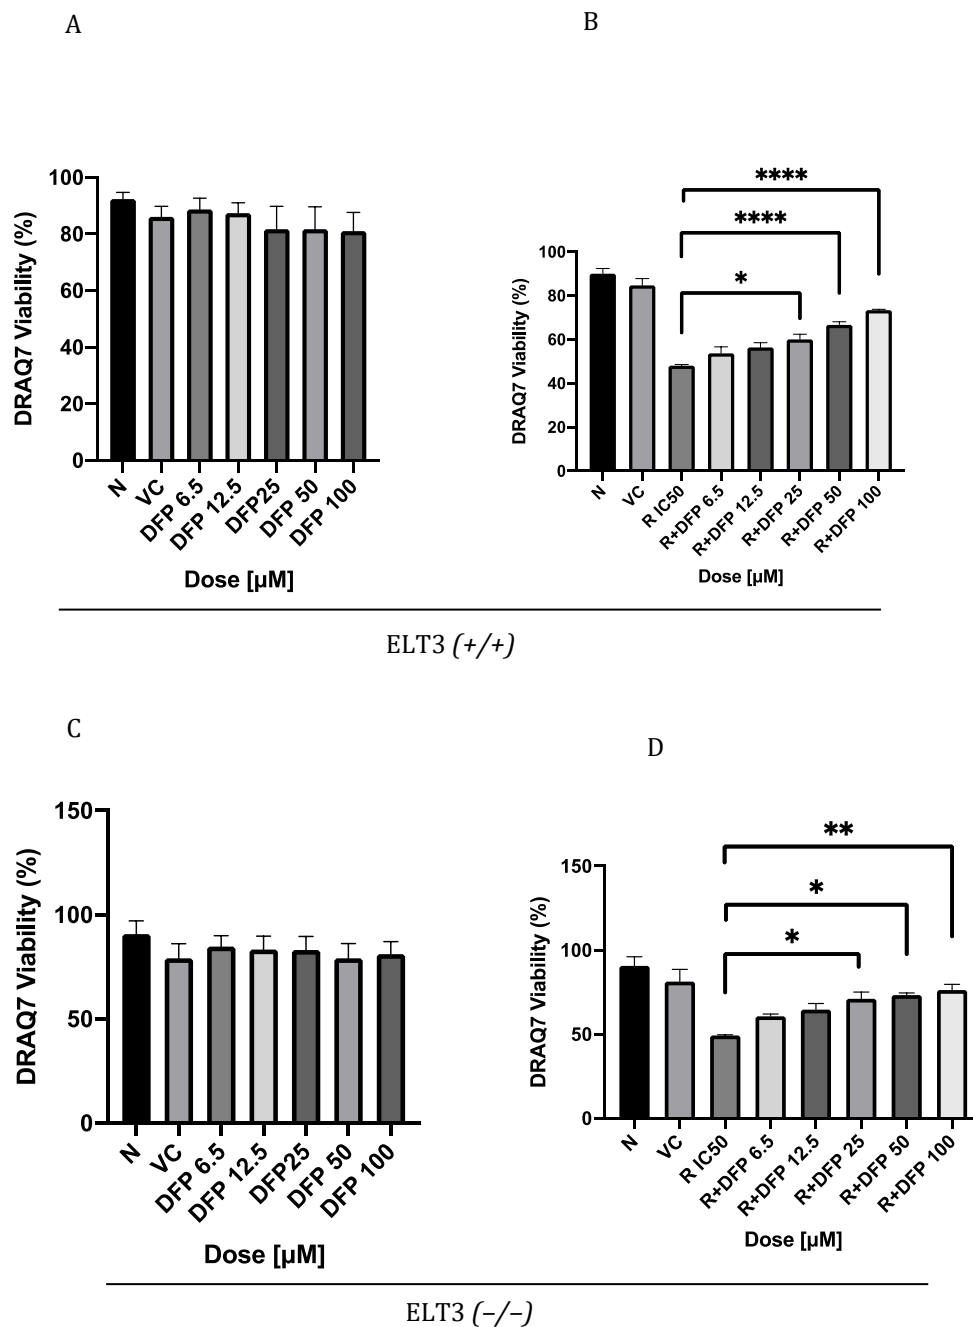 A
B
DRAQ7 Viability (%)
100
80
60
40
20
0
N
VC
DFP 6.5
DFP 12.5
DFP25
DFP 50
DFP 100
Dose [µM]
****
****
*
DRAQ7 Viability (%)
100
80
60
40
20
0
N
VC
R IC50
R+DFP 6.5
R+DFP 12.5
R+DFP 25
R+DFP 50
R+DFP 100
Dose [µM]
ELT3 (+/+)
C
D
DRAQ7 Viability (%)
150
100
50
0
N
VC
DFP 6.5
DFP 12.5
DFP25
DFP 50
DFP 100
Dose [µM]
**
*
*
DRAQ7 Viability (%)
150
100
50
0
N
VC
R IC50
R+DFP 6.5
R+DFP 12.5
R+DFP 25
R+DFP 50
R+DFP 100
Dose [µM]
ELT3 (−/−)